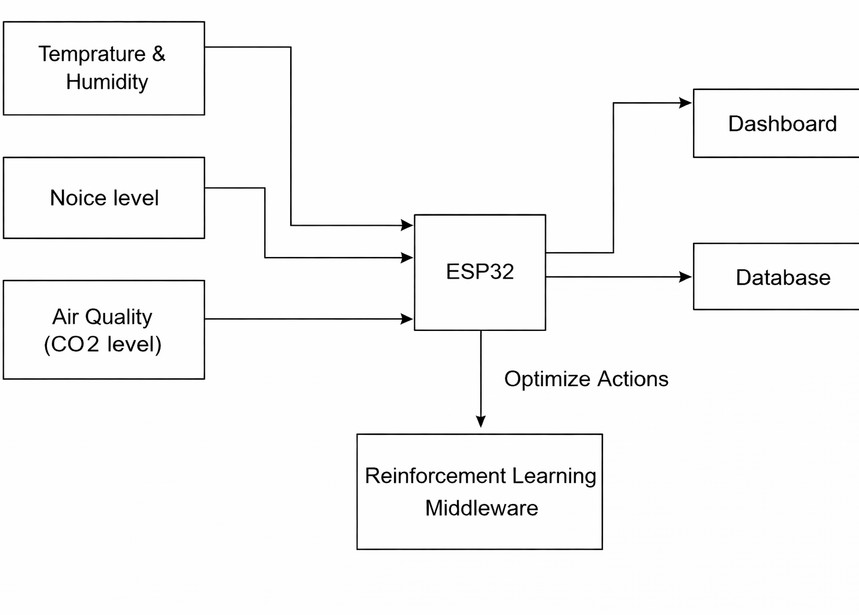 Temprature &
Humidity
Noice level
Air Quality
(CO2 level)
ESP32
Dashboard
Database
Optimize Actions
Reinforcement Learning
Middleware